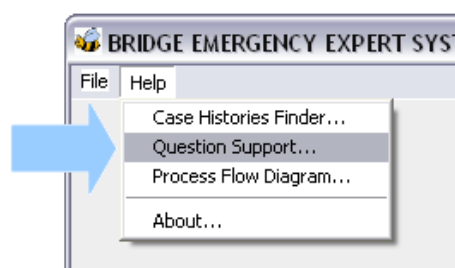 BRIDGE EMERGENCY EXPERT SYS
File Help
Case Histories Finder...
Question Support...
Process Flow Diagram...
About...